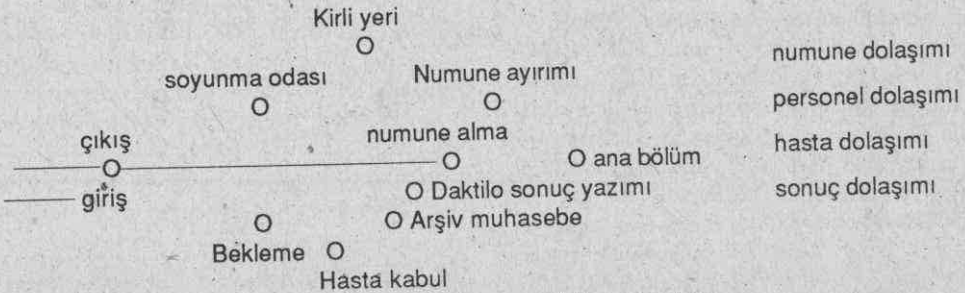 Kirli yeri
numune dolaşımı
soyunma odası
Numune ayırımı
personel dolaşımı
çıkış
numune alma
hasta dolaşımı
ana bölüm
giriş
Daktilo sonuç yazımı
sonuç dolaşımı
Arşiv muhasebe
Bekleme
Hasta kabul